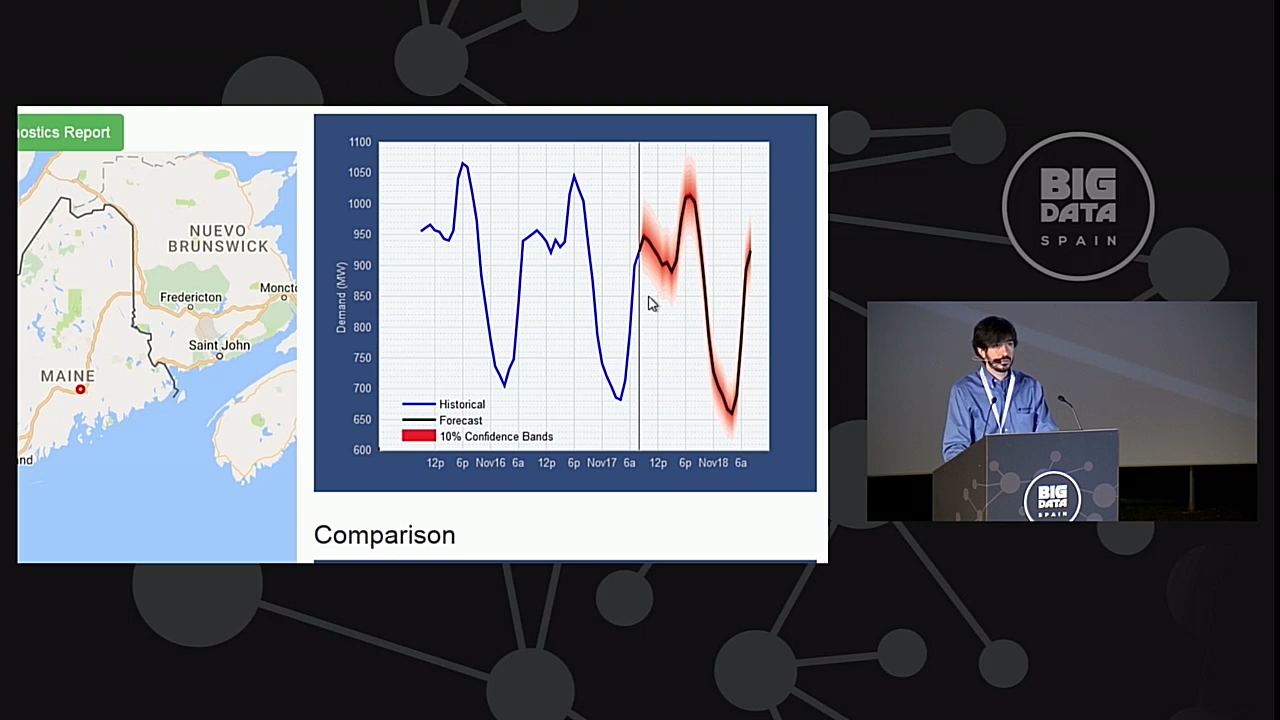 ostics Report
NUEVO
BRUNSWICK
Fredericton
Monct
Saint John
MAINE
nd
1100
1050
1000
950
900
850
800
750
700
650
600
Demand (MW)
Historical
Forecast
10% Confidence Bands
12p 6p Nov16 6a 12p 6p Nov17 6a 12p 6p Nov18 6a
Comparison
BIG
DATA
SPAIN
BIG
DATA
SPAIN